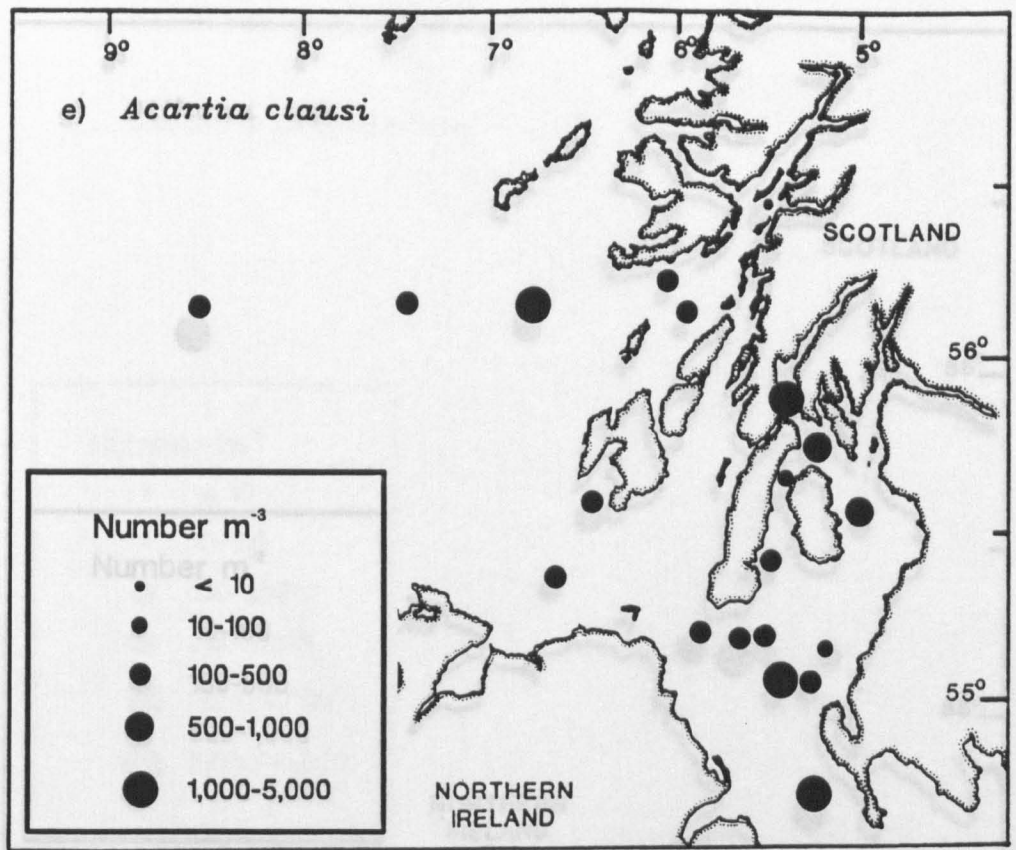 9° 7° 6° 5°
e) Acartia clausi
SCOTLAND
56°
Number m⁻³
< 10
10-100
100-500
500-1,000
1,000-5,000
55°
NORTHERN
IRELAND